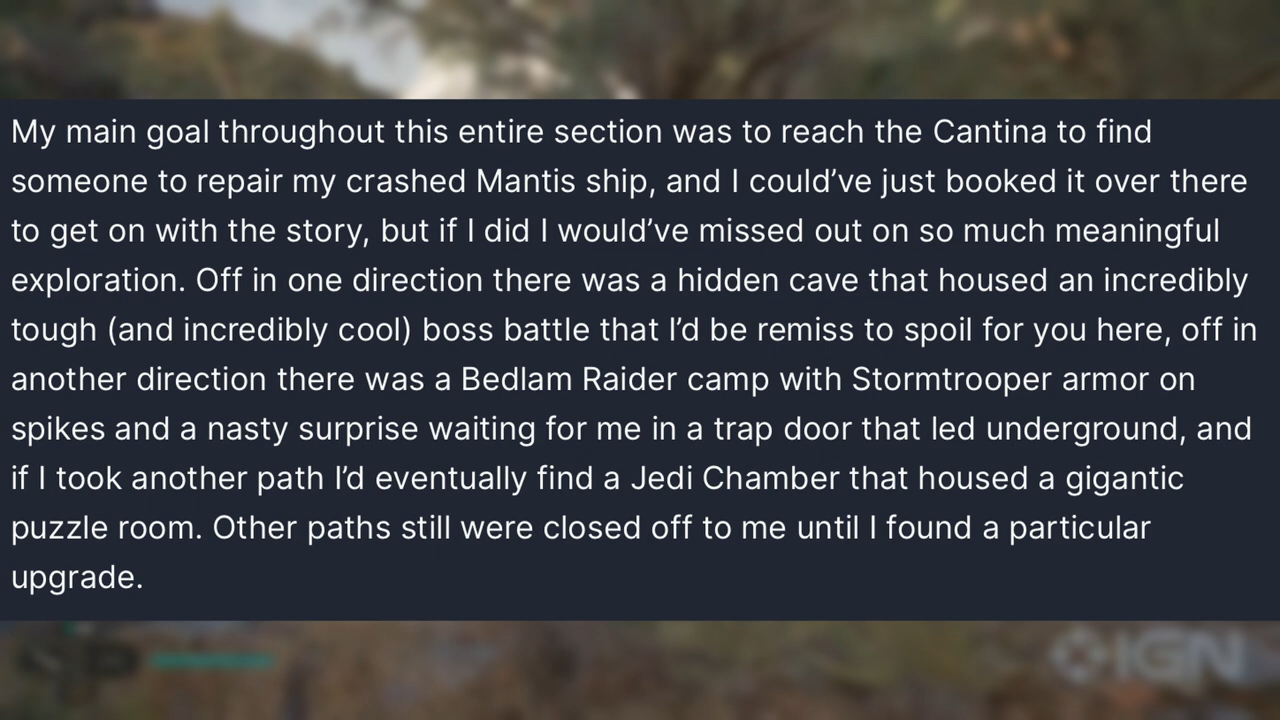 My main goal throughout this entire section was to reach the Cantina to find
someone to repair my crashed Mantis ship, and I could’ve just booked it over there
to get on with the story, but if I did I would’ve missed out on so much meaningful
exploration. Off in one direction there was a hidden cave that housed an incredibly
tough (and incredibly cool) boss battle that I’d be remiss to spoil for you here, off in
another direction there was a Bedlam Raider camp with Stormtrooper armor on
spikes and a nasty surprise waiting for me in a trap door that led underground, and
if I took another path I’d eventually find a Jedi Chamber that housed a gigantic
puzzle room. Other paths still were closed off to me until I found a particular
upgrade.
IGN